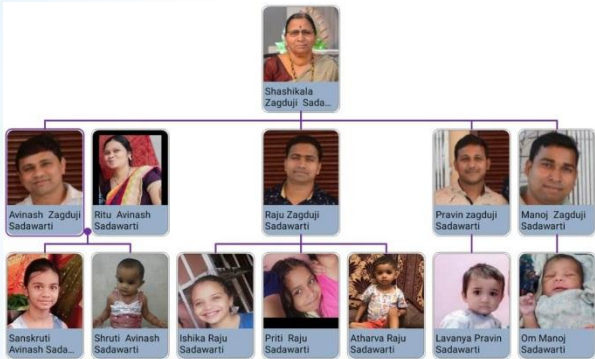 Shashikala
Zagduji Sada...
Avinash Zagduji
Sadawarti
Ritu Avinash
Sadawarti
Raju Zagduji
Sadawarti
Pravin zagduji
Sadawarti
Manoj Zagduji
Sadawarti
Sanskruti
Avinash Sada...
Shruti Avinash
Sadawarti
Ishika Raju
Sadawarti
Priti Raju
Sadawarti
Atharva Raju
Sadawarti
Lavanya Pravin
Sadawarti
Om Manoj
Sadawarti